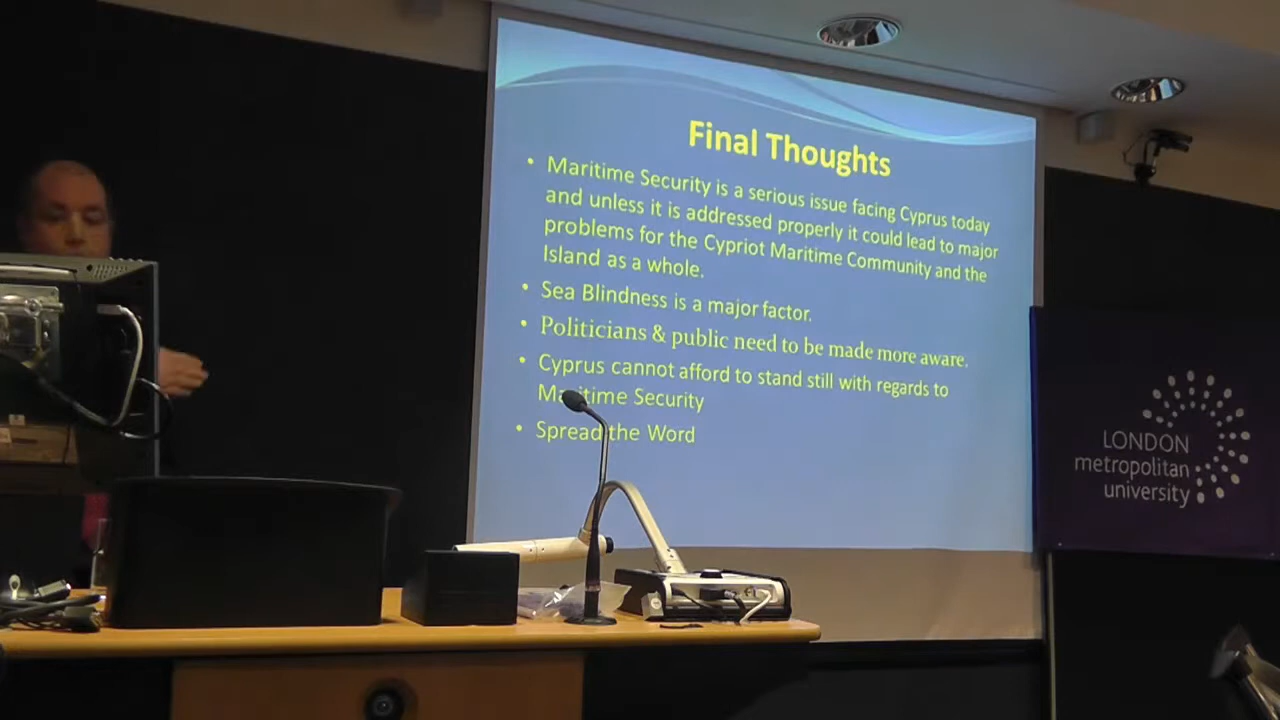 Final Thoughts
• Maritime Security is a serious issue facing Cyprus today
and unless it is addressed properly it could lead to major
problems for the Cypriot Maritime Community and the
Island as a whole.
• Sea Blindness is a major factor.
• Politicians & public need to be made more aware.
• Cyprus cannot afford to stand still with regards to
Maritime Security
• Spread the Word
LONDON
metropolitan
university